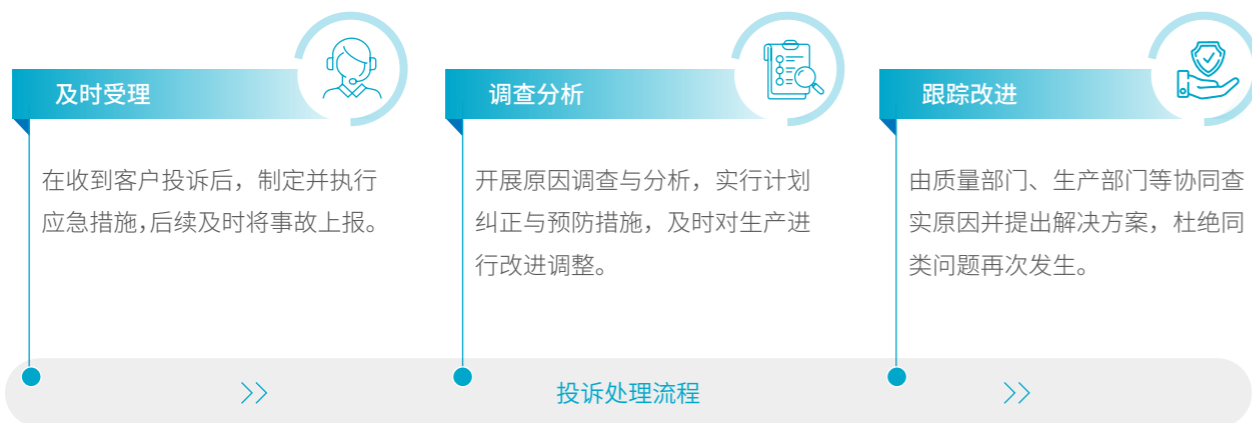 及时受理
在收到客户投诉后，制定并执行
应急措施，后续及时将事故上报。
调查分析
开展原因调查与分析，实行计划
纠正与预防措施，及时对生产进
行改进调整。
跟踪改进
由质量部门、生产部门等协同查
实原因并提出解决方案，杜绝同
类问题再次发生。
投诉处理流程